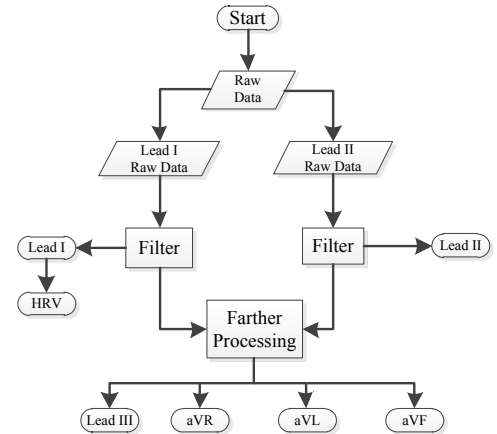 Start
Raw
Data
Lead I
Raw Data
Lead II
Raw Data
Lead I
Filter
Filter
Lead II
HRV
Farther
Processing
Lead III
aVR
aVL
aVF